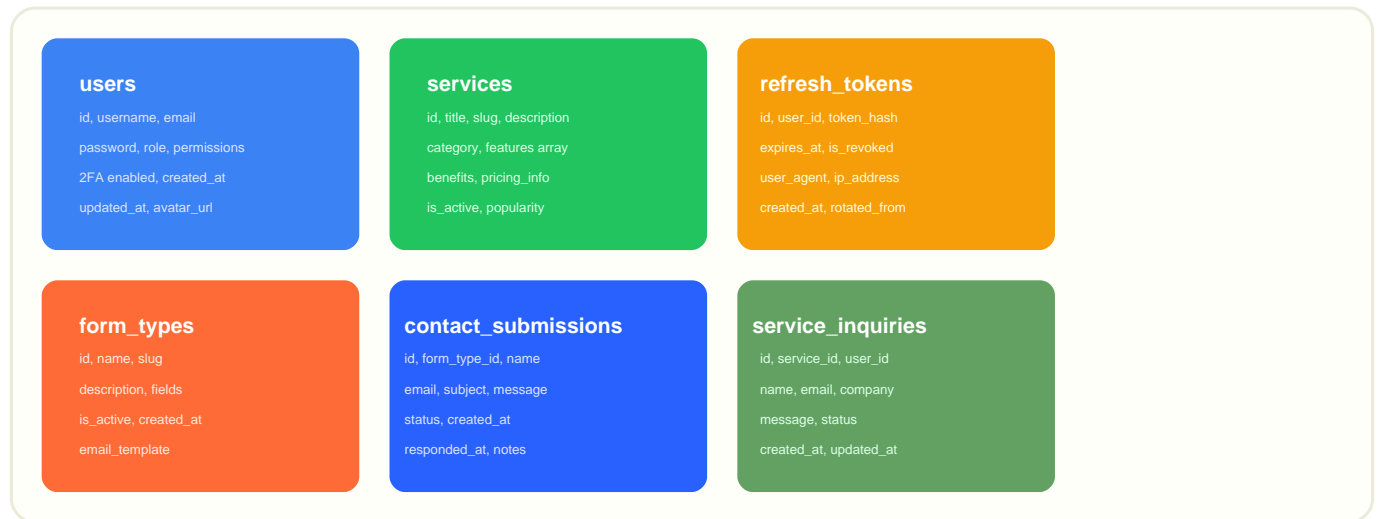 users
id, username, email
password, role, permissions
2FA enabled, created_at
updated_at, avatar_url
services
id, title, slug, description
category, features array
benefits, pricing_info
is_active, popularity
refresh_tokens
id, user_id, token_hash
expires_at, is_revoked
user_agent, ip_address
created_at, rotated_from
form_types
id, name, slug
description, fields
is_active, created_at
email_template
contact_submissions
id, form_type_id, name
email, subject, message
status, created_at
responded_at, notes
service_inquiries
id, service_id, user_id
name, email, company
message, status
created_at, updated_at